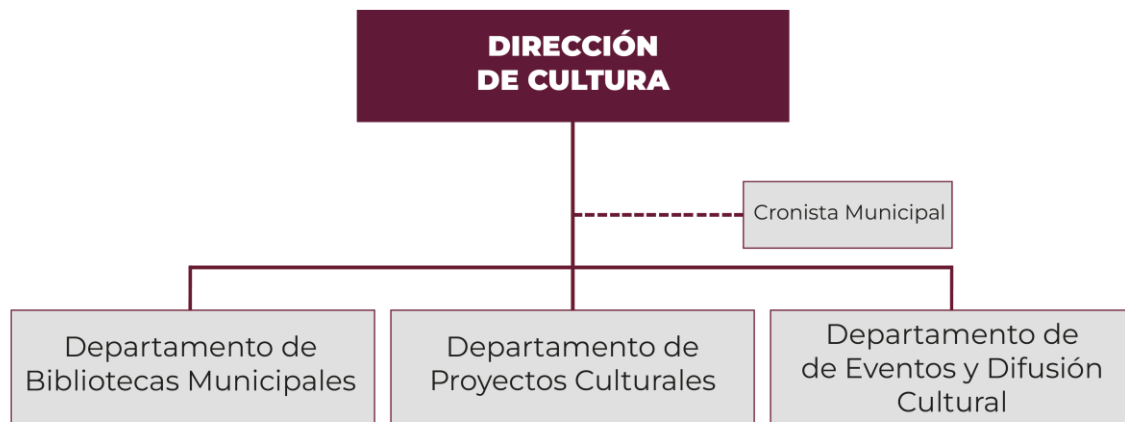 DIRECCIÓN
DE CULTURA
Cronista Municipal
Departamento de
Bibliotecas Municipales
Departamento de
Proyectos Culturales
Departamento de
de Eventos y Difusión
Cultural